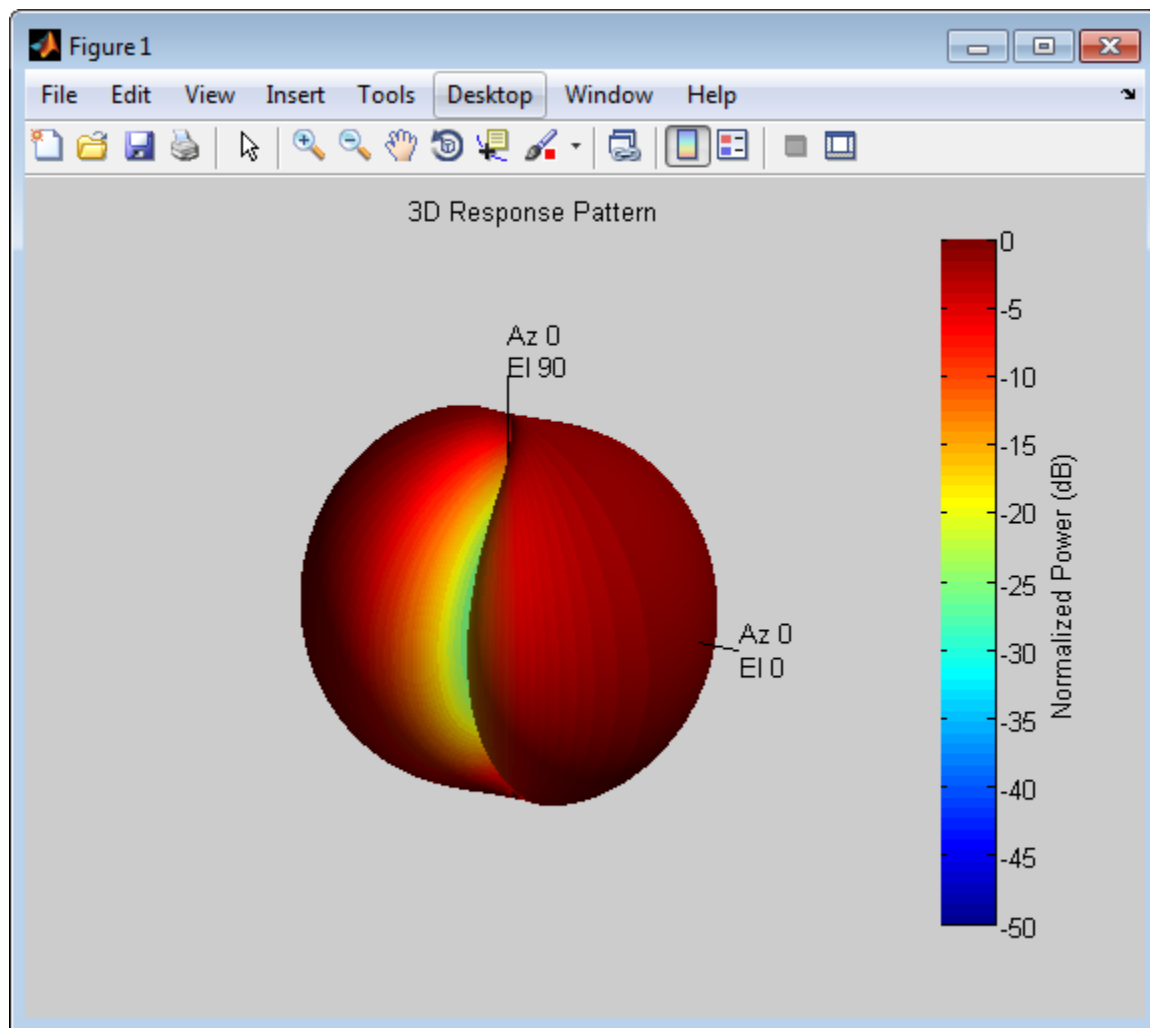 Figure 1
File Edit View Insert Tools Desktop Window Help
3D Response Pattern
Az 0
El 90
Az 0
El 0
0
-5
-10
-15
-20
-25
-30
-35
-40
-45
-50
Normalized Power (dB)